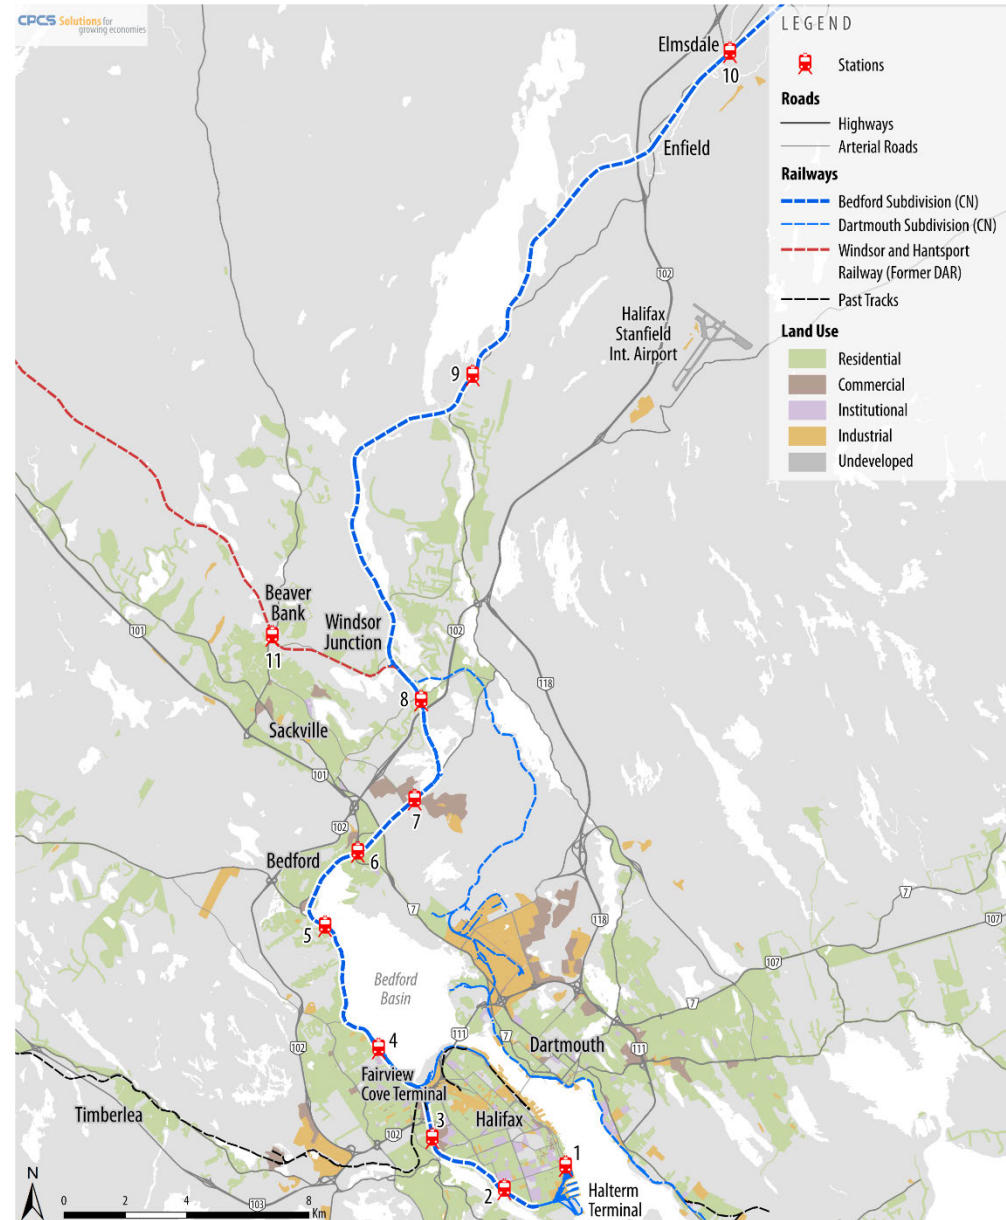 CPCS Solutions for
growing economies
LEGEND
Stations
Roads
Highways
Arterial Roads
Railways
Bedford Subdivision (CN)
Dartmouth Subdivision (CN)
Windsor and Hantsport
Railway (Former DAR)
Past Tracks
Land Use
Residential
Commercial
Institutional
Industrial
Undeveloped
Elmsdale
10
Enfield
102
Halifax
Stanfield
Int. Airport
9
Beaver
Bank
11
101
Windsor
Junction
102
8
118
Sackville
101
7
102
6
Bedford
7
118
7
107
5
Bedford
Basin
107
7
4
111
7
Dartmouth
111
102
Fairview
Cove Terminal
Timberlea
3
Halifax
102
1
2
Halterm
Terminal
103
N
0 2 4 8
Km